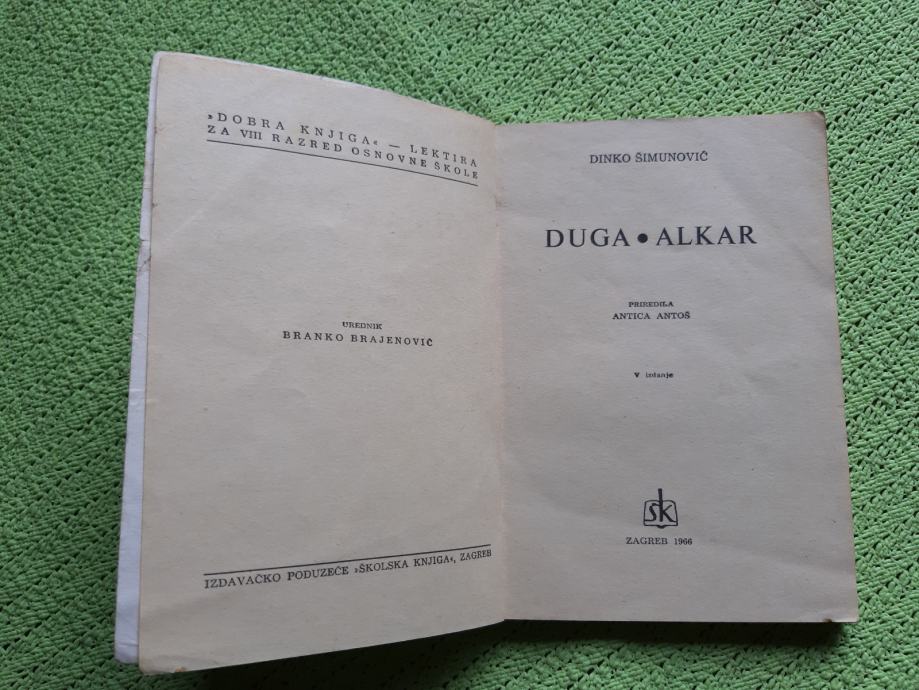 »DOBRA KNJIGA« — LEKTIRA
ZA VIII RAZRED OSNOVNE ŠKOLE
UREDNIK
BRANKO BRAJENOVIĆ
IZDAVAČKO PODUZEĆE »ŠKOLSKA KNJIGA«, ZAGREB
DINKO ŠIMUNOVIĆ
DUGA • ALKAR
PRIREDILA
ANTICA ANTOŠ
V izdanje
sk
ZAGREB 1966